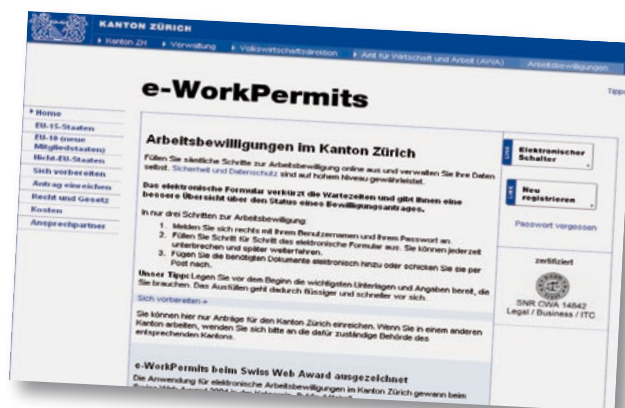 KANTON ZÜRICH
Kanton ZH Verwaltung Volkswirtschaftsdirektion Amt für Wirtschaft und Arbeit (AWA) Arbeitsbewilligungen
Tipps
e-WorkPermits
Home
EU-15-Staaten
EU-10 (neue
Mitgliedstaaten)
Nicht-EU-Staaten
Sich vorbereiten
Antrag einreichen
Recht und Gesetz
Kosten
Ansprechpartner
Arbeitsbewilligungen im Kanton Zürich
Füllen Sie sämtliche Schritte zur Arbeitsbewilligung online aus und verwalten Sie Ihre Daten
selbst. Sicherheit und Datenschutz sind auf hohem Niveau gewährleistet.
Das elektronische Formular verkürzt die Wartezeiten und gibt Ihnen eine
bessere Übersicht über den Status eines Bewilligungsantrages.
In nur drei Schritten zur Arbeitsbewilligung:
1. Melden Sie sich rechts mit Ihrem Benutzernamen und Ihrem Passwort an.
2. Füllen Sie Schritt für Schritt das elektronische Formular aus. Sie können jederzeit
unterbrechen und später weiterfahren.
3. Fügen Sie die benötigten Dokumente elektronisch hinzu oder schicken Sie sie per
Post nach.
Unser Tipp: Legen Sie vor dem Beginn die wichtigsten Unterlagen und Angaben bereit, die
Sie brauchen. Das Ausfüllen geht dadurch flüssiger und schneller vor sich.
Sich vorbereiten »
Sie können hier nur Anträge für den Kanton Zürich einreichen. Wenn Sie in einem anderen
Kanton arbeiten, wenden Sie sich bitte an die dafür zuständige Behörde des
entsprechenden Kantons.
e-WorkPermits beim Swiss Web Award ausgezeichnet
Die Anwendung für elektronische Arbeitsbewilligungen im Kanton Zürich gewann beim
LINK
Elektronischer
Schalter
LINK
Neu
registrieren
Passwort vergessen
zertifiziert
SNR CWA 14842
Legal / Business / ITC